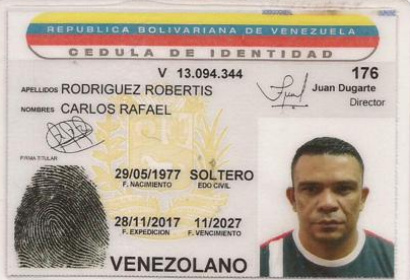 REPUBLICA BOLIVARIANA DE VENEZUELA
CEDULA DE IDENTIDAD
V 13.094.344 176
APELLIDOS RODRIGUEZ ROBERTIS Juan Dugarte
NOMBRES CARLOS RAFAEL Director
FIRMA TITULAR
29/05/1977 SOLTERO
F. NACIMIENTO EDO CIVIL
28/11/2017 11/2027
F. EXPEDICION F. VENCIMIENTO
VENEZOLANO